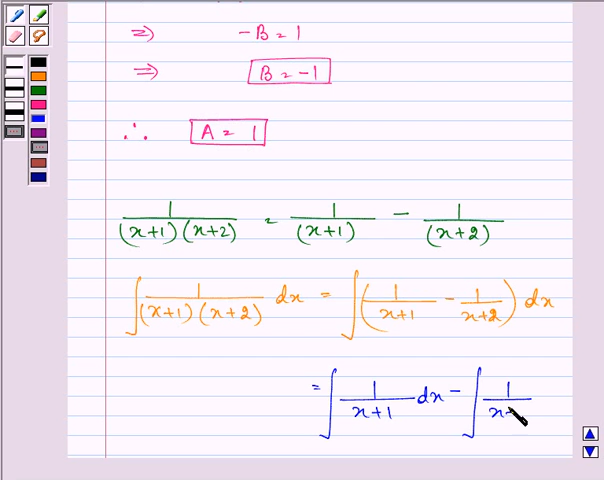 ⇒ -B = 1
⇒ B = -1
∴ A = 1
1/((x+1)(x+2)) = 1/(x+1) - 1/(x+2)
∫ 1/((x+1)(x+2)) dx = ∫ (1/(x+1) - 1/(x+2)) dx
= ∫ 1/(x+1) dx - ∫ 1/(x+